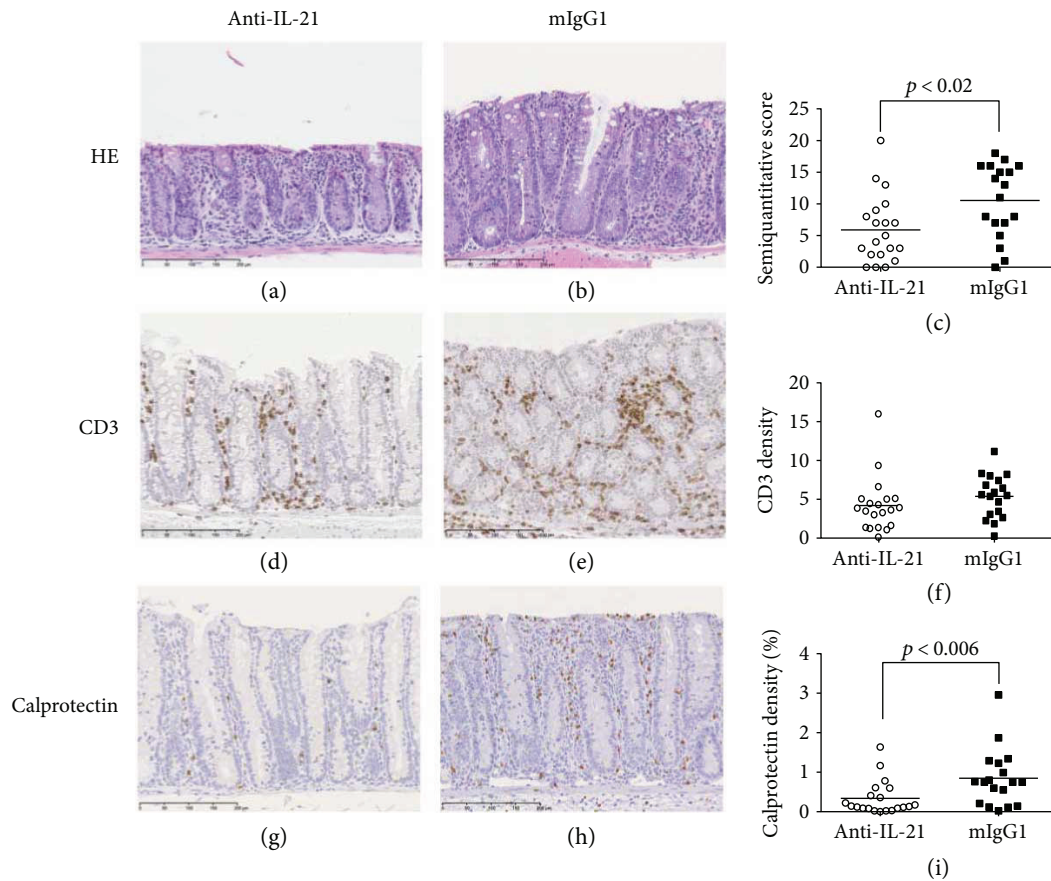 Anti-IL-21
mIgG1
HE
(a)
(b)
p < 0.02
Semiquantitative score
25
20
15
10
5
0
Anti-IL-21
mIgG1
(c)
CD3
(d)
(e)
CD3 density
20
15
10
5
0
Anti-IL-21
mIgG1
(f)
Calprotectin
(g)
(h)
p < 0.006
Calprotectin density (%)
4
3
2
1
0
Anti-IL-21
mIgG1
(i)